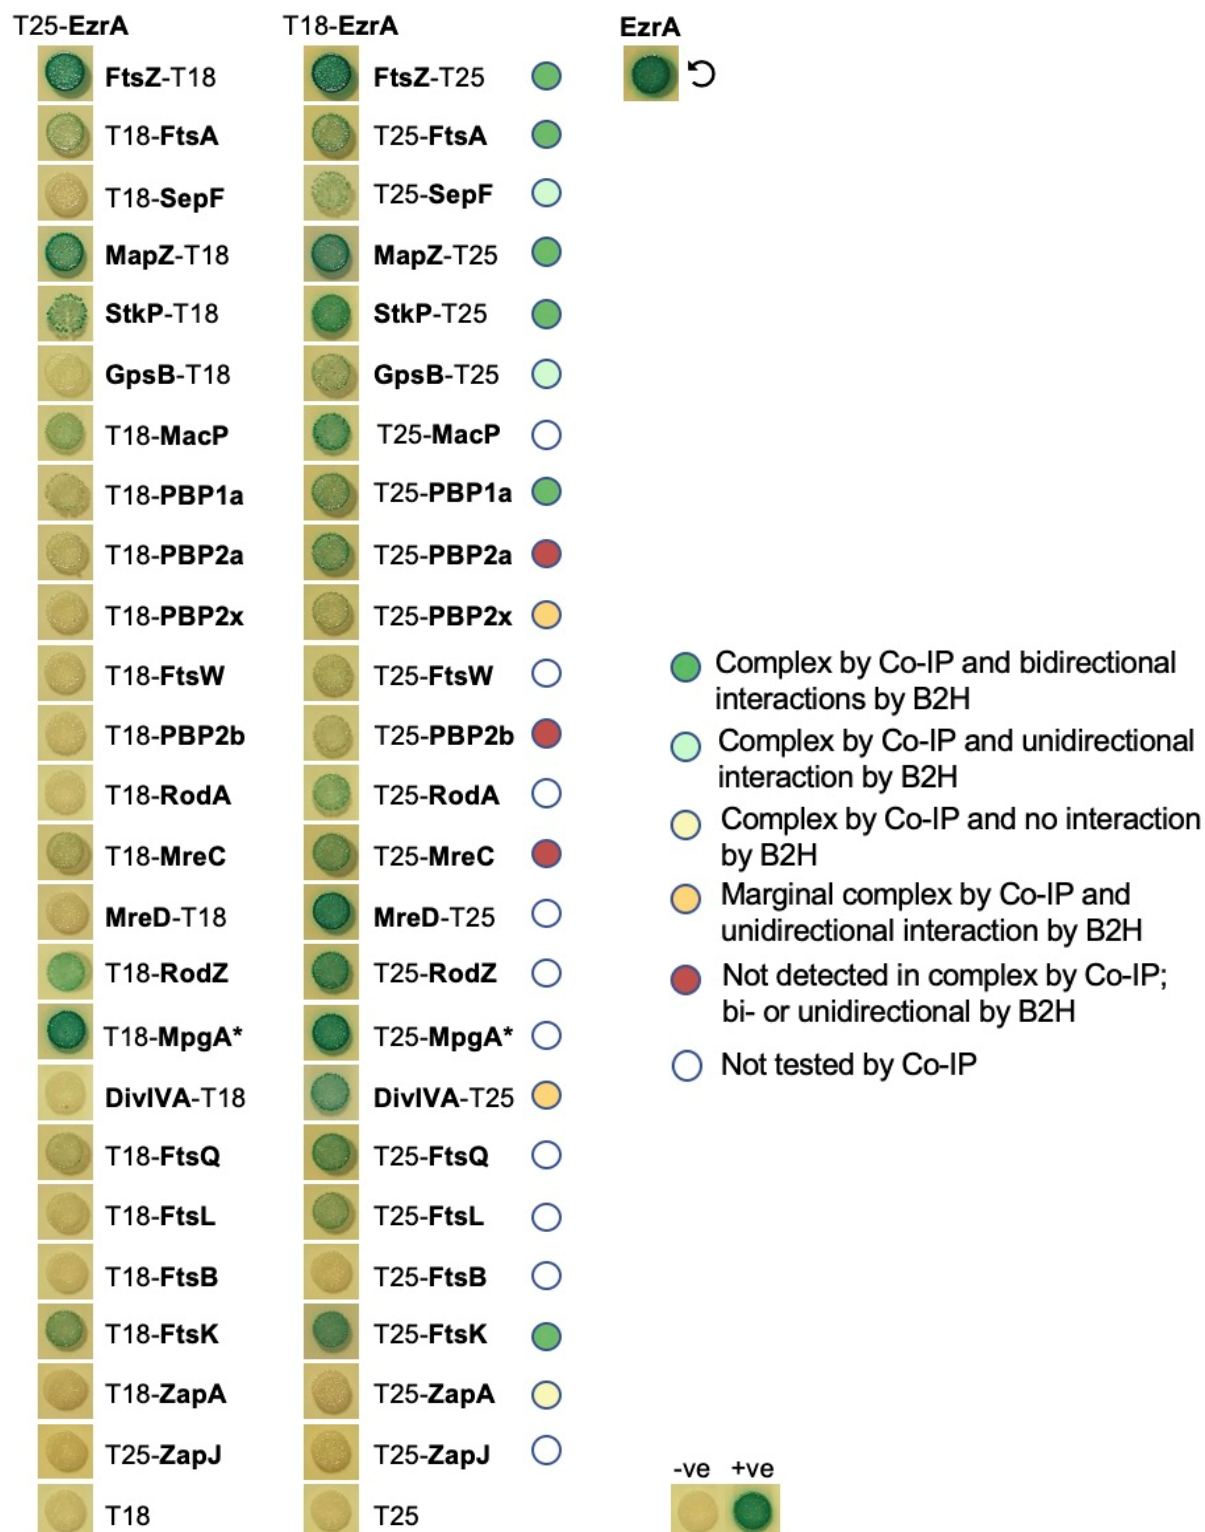 T25-EzrA T18-EzrA EzrA
FtsZ-T18 FtsZ-T25
T18-FtsA T25-FtsA
T18-SepF T25-SepF
MapZ-T18 MapZ-T25
StkP-T18 StkP-T25
GpsB-T18 GpsB-T25
T18-MacP T25-MacP
T18-PBP1a T25-PBP1a
T18-PBP2a T25-PBP2a
T18-PBP2x T25-PBP2x
T18-FtsW T25-FtsW
T18-PBP2b T25-PBP2b
T18-RodA T25-RodA
T18-MreC T25-MreC
MreD-T18 MreD-T25
T18-RodZ T25-RodZ
T18-MpgA* T25-MpgA*
DivIVA-T18 DivIVA-T25
T18-FtsQ T25-FtsQ
T18-FtsL T25-FtsL
T18-FtsB T25-FtsB
T18-FtsK T25-FtsK
T18-ZapA T25-ZapA
T25-ZapJ T25-ZapJ
T18 T25
Complex by Co-IP and bidirectional
interactions by B2H
Complex by Co-IP and unidirectional
interaction by B2H
Complex by Co-IP and no interaction
by B2H
Marginal complex by Co-IP and
unidirectional interaction by B2H
Not detected in complex by Co-IP;
bi- or unidirectional by B2H
Not tested by Co-IP
-ve +ve